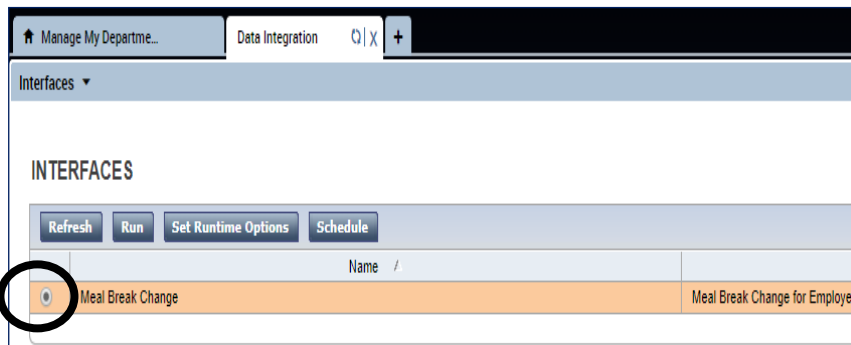 Manage My Departme... Data Integration X +
Interfaces
INTERFACES
Refresh Run Set Runtime Options Schedule
Name
Meal Break Change Meal Break Change for Employe